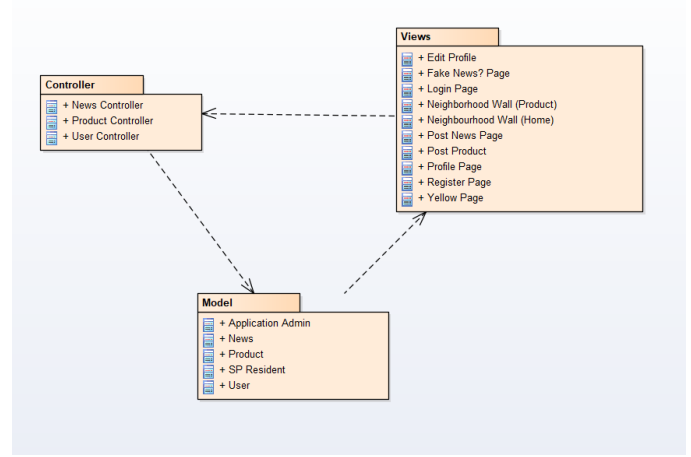 Controller
+ News Controller
+ Product Controller
+ User Controller
Views
+ Edit Profile
+ Fake News? Page
+ Login Page
+ Neighborhood Wall (Product)
+ Neighbourhood Wall (Home)
+ Post News Page
+ Post Product
+ Profile Page
+ Register Page
+ Yellow Page
Model
+ Application Admin
+ News
+ Product
+ SP Resident
+ User